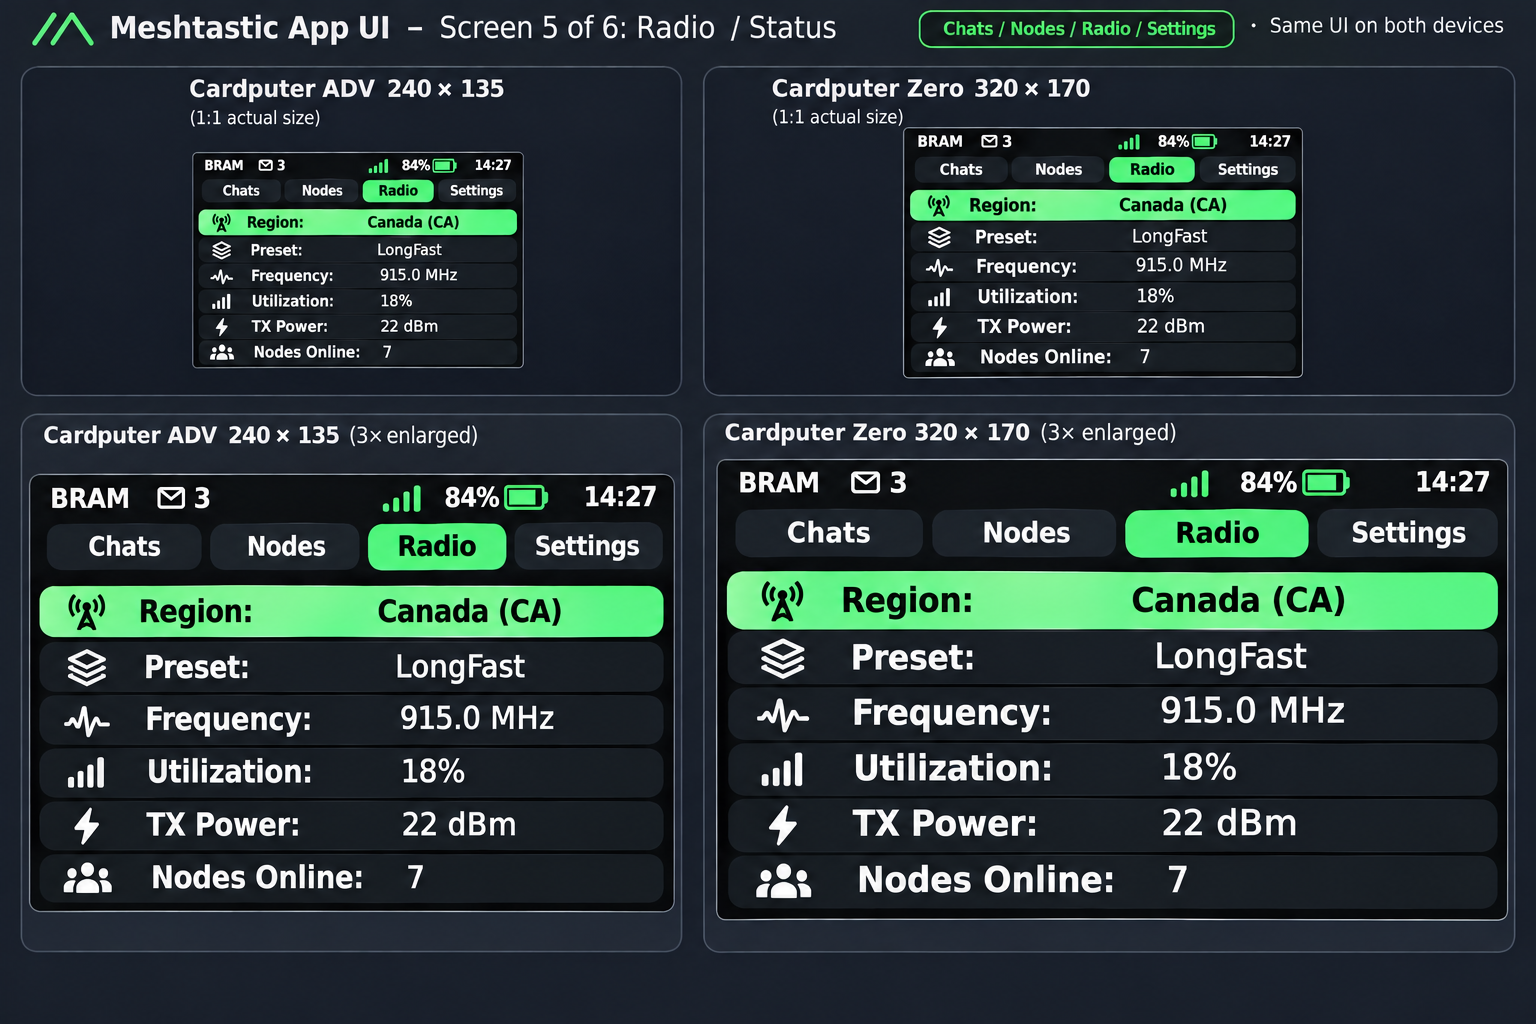 Meshtastic App UI – Screen 5 of 6: Radio / Status
Chats / Nodes / Radio / Settings
• Same UI on both devices
Cardputer ADV 240 × 135
(1:1 actual size)
BRAM 3 84% 14:27
Chats Nodes Radio Settings
Region: Canada (CA)
Preset: LongFast
Frequency: 915.0 MHz
Utilization: 18%
TX Power: 22 dBm
Nodes Online: 7
Cardputer Zero 320 × 170
(1:1 actual size)
BRAM 3 84% 14:27
Chats Nodes Radio Settings
Region: Canada (CA)
Preset: LongFast
Frequency: 915.0 MHz
Utilization: 18%
TX Power: 22 dBm
Nodes Online: 7
Cardputer ADV 240 × 135 (3× enlarged)
BRAM 3 84% 14:27
Chats Nodes Radio Settings
Region: Canada (CA)
Preset: LongFast
Frequency: 915.0 MHz
Utilization: 18%
TX Power: 22 dBm
Nodes Online: 7
Cardputer Zero 320 × 170 (3× enlarged)
BRAM 3 84% 14:27
Chats Nodes Radio Settings
Region: Canada (CA)
Preset: LongFast
Frequency: 915.0 MHz
Utilization: 18%
TX Power: 22 dBm
Nodes Online: 7